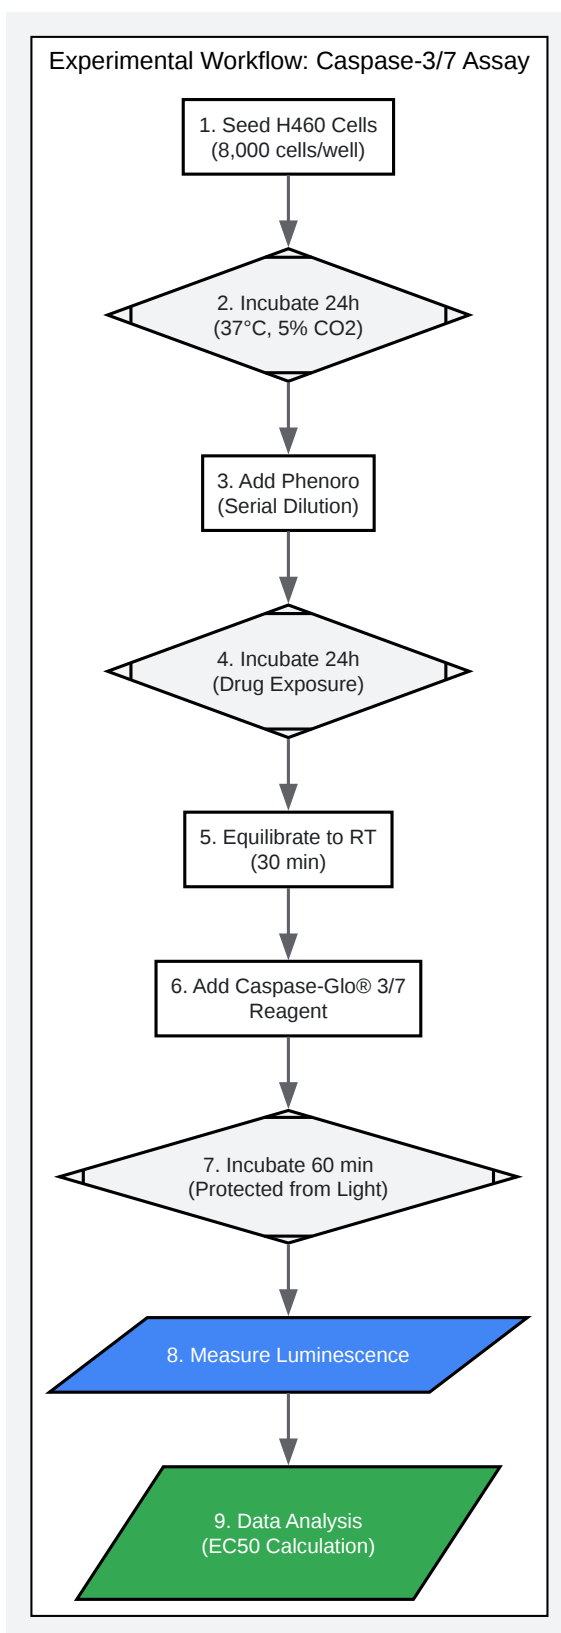 Experimental Workflow: Caspase-3/7 Assay
1. Seed H460 Cells
(8,000 cells/well)
2. Incubate 24h
(37°C, 5% CO2)
3. Add Phenoro
(Serial Dilution)
4. Incubate 24h
(Drug Exposure)
5. Equilibrate to RT
(30 min)
6. Add Caspase-Glo® 3/7
Reagent
7. Incubate 60 min
(Protected from Light)
8. Measure Luminescence
9. Data Analysis
(EC50 Calculation)